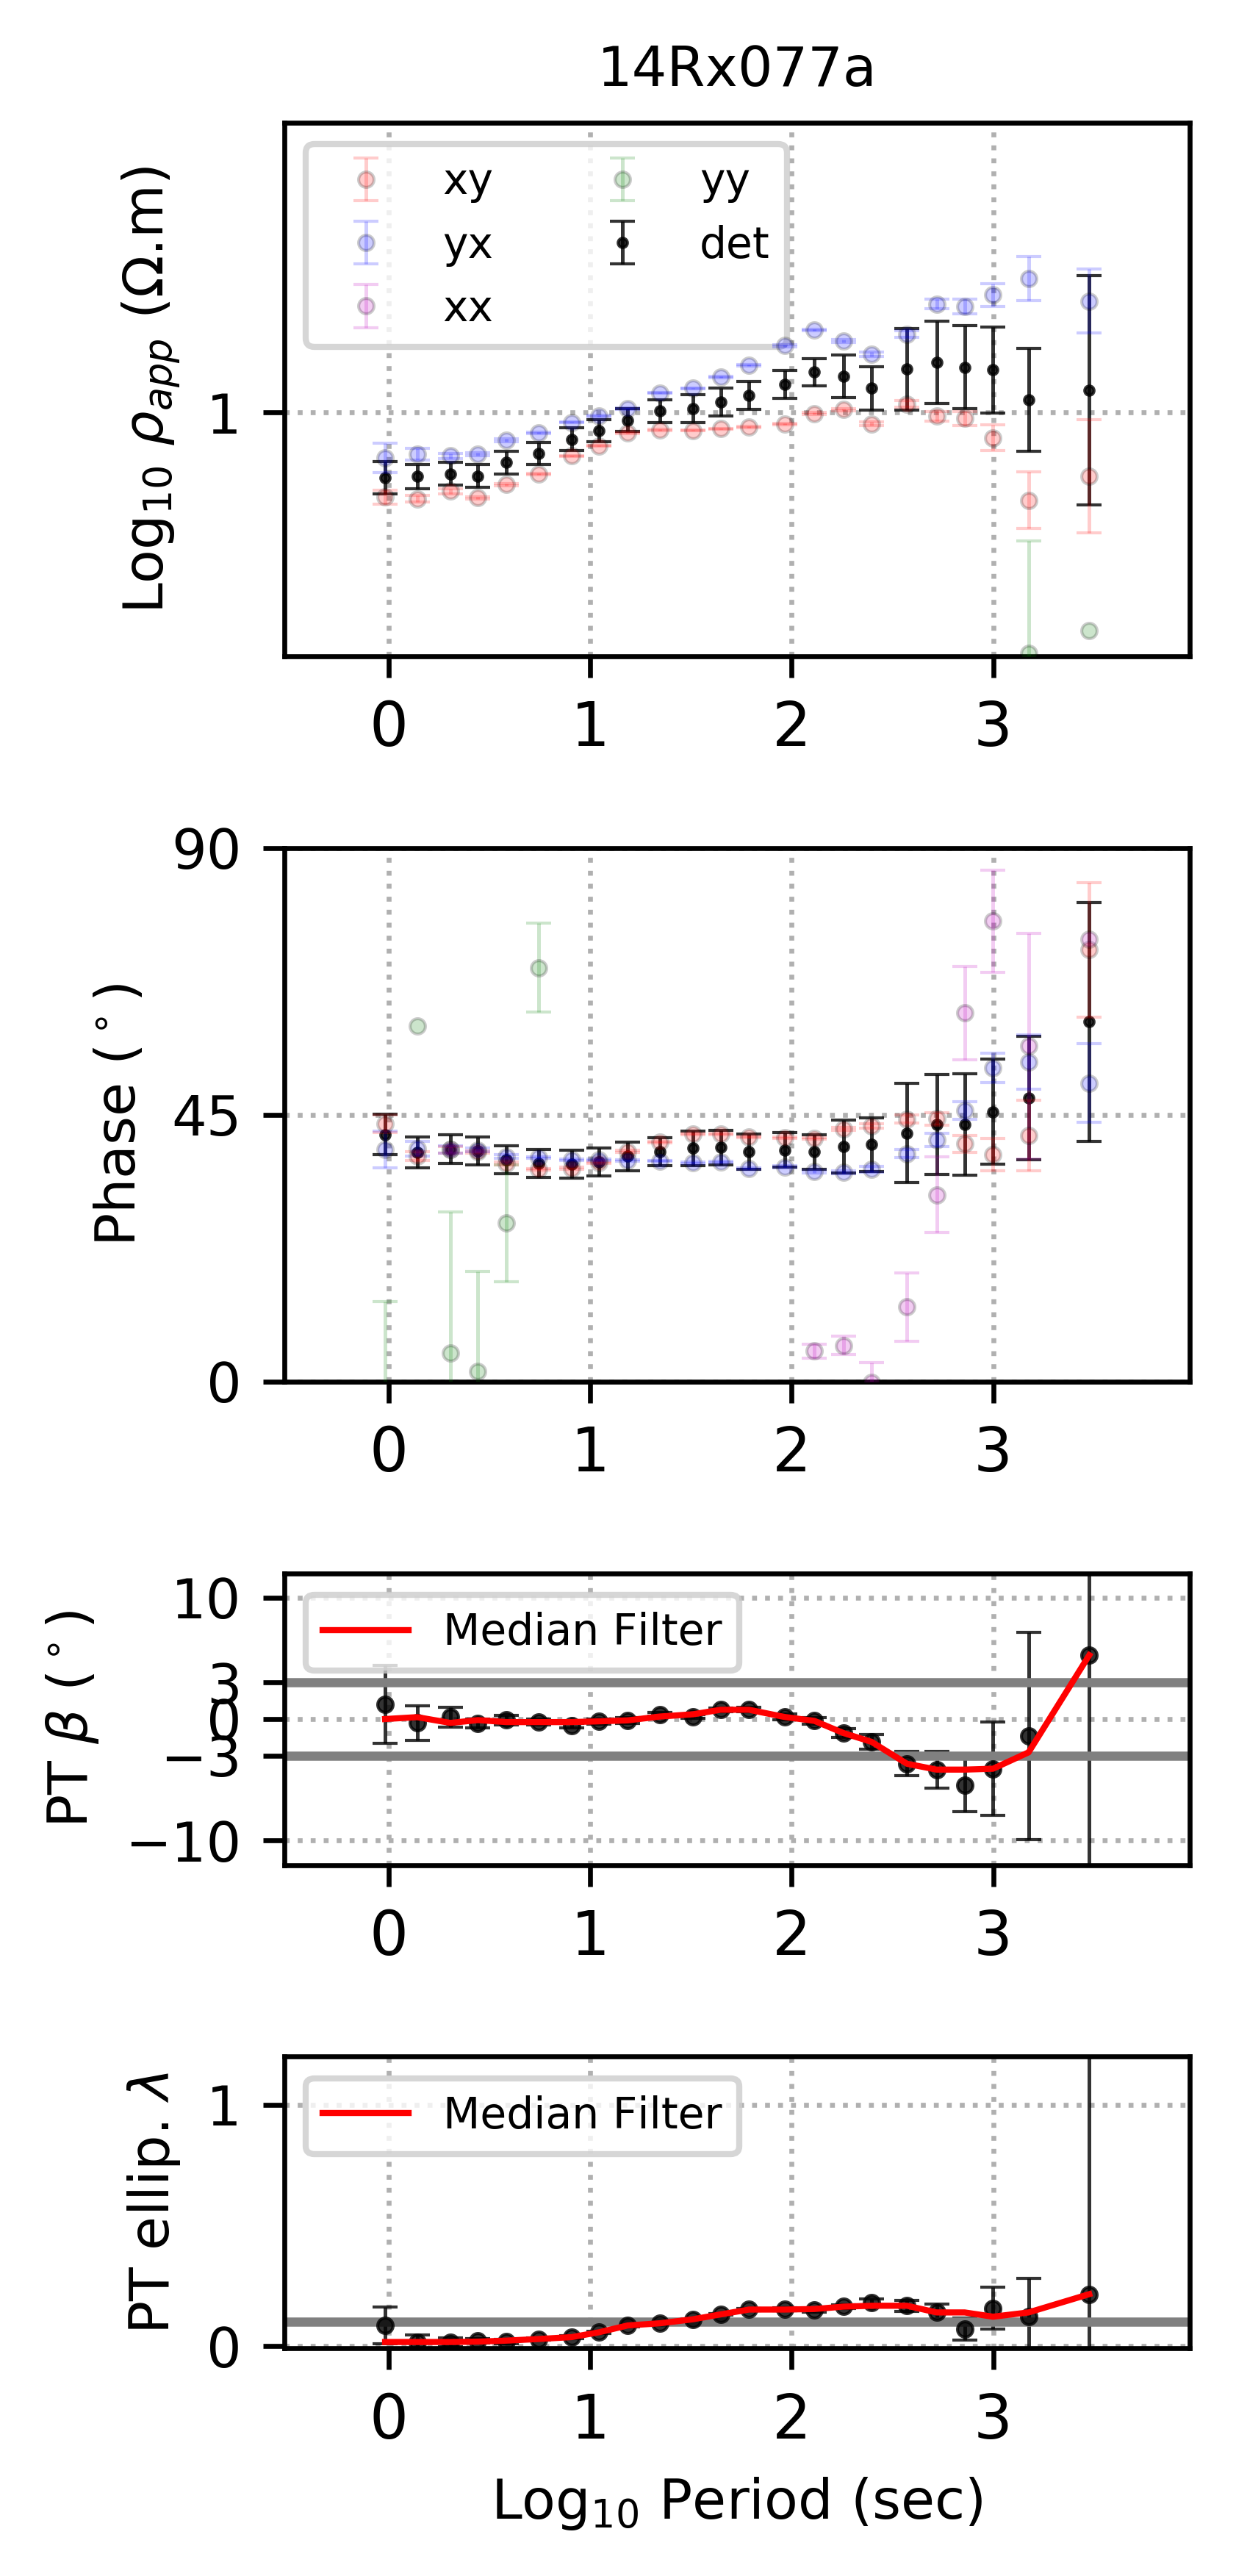 14Rx077a
xy yy
yx det
xx
Log₁₀ ρ_app (Ω.m)
1
0 1 2 3
90
45
0
Phase (°)
0 1 2 3
Median Filter
10
3
0
−3
−10
PT β (°)
0 1 2 3
Median Filter
1
0
PT ellip. λ
0 1 2 3
Log₁₀ Period (sec)